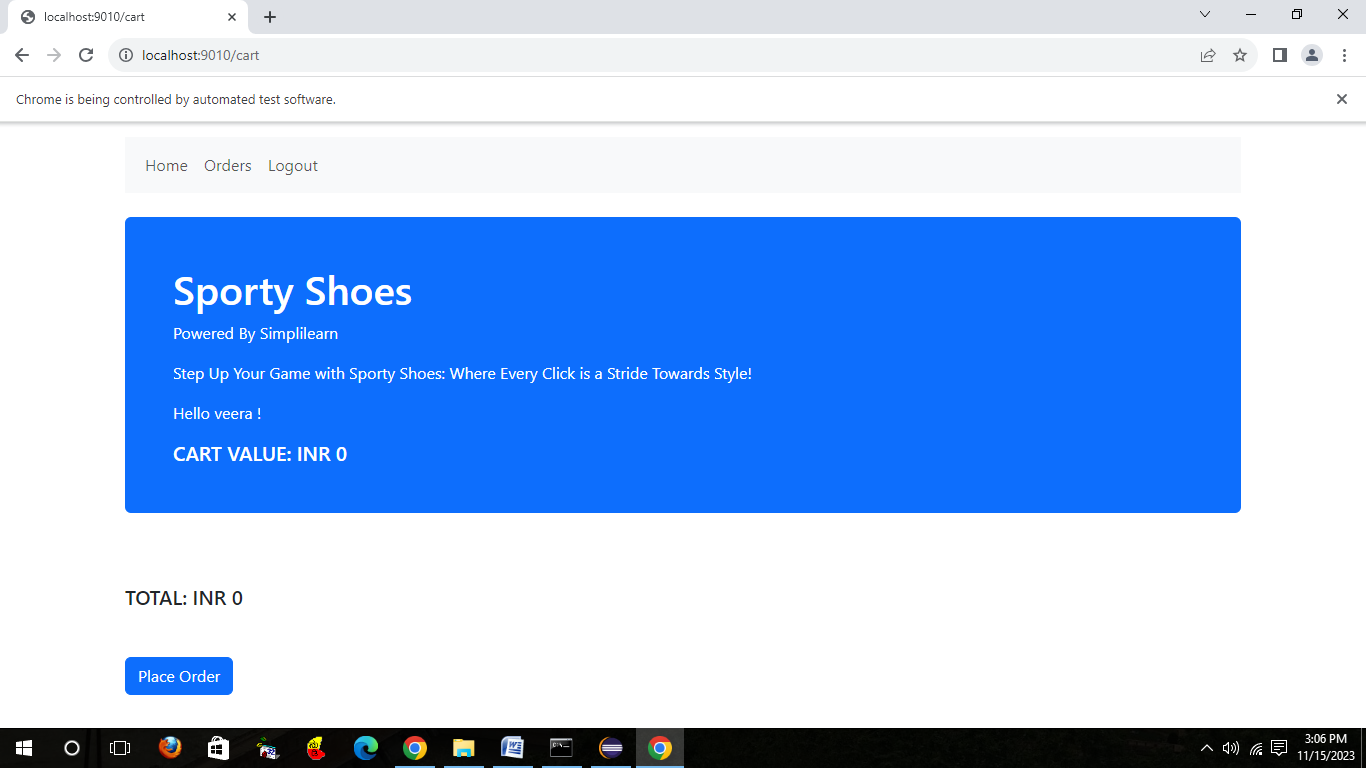 localhost:9010/cart
localhost:9010/cart
Chrome is being controlled by automated test software.
Home Orders Logout
Sporty Shoes
Powered By Simplilearn
Step Up Your Game with Sporty Shoes: Where Every Click is a Stride Towards Style!
Hello veera !
CART VALUE: INR 0
TOTAL: INR 0
Place Order
3:06 PM
11/15/2023